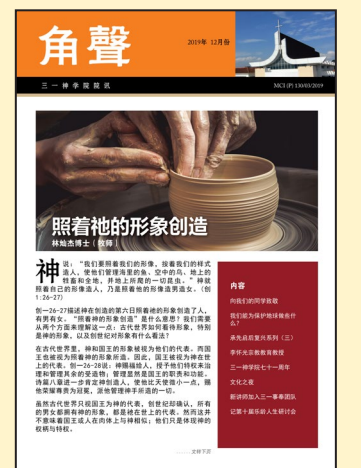 角聲
2019年 12月份
三一神学院院讯
MCI (P) 130/03/2019
照着祂的形象创造
林灿杰博士（牧师）
神说：“我们要照着我们的形像，按着我们的样式
造人，使他们管理海里的鱼、空中的鸟、地上的
牲畜和全地，并地上所爬的一切昆虫。”神就
照着自己的形像造人，乃是照着他的形像造男造女。（创
1:26-27）
创一26-27描述神在创造的第六日照着祂的形象创造了人，
有男有女。“照着神的形象创造”是什么意思？我们需要
从两个方面来理解这一点：古代世界如何看待形象，特别
是神的形象，以及创世纪对形象有什么看法？
在古代世界里，神和国王的形象被视为他们的代表。而国
王也被视为照着神的形象所造。因此，国王被视为神在世
上的代表。创一26-28说：神赐福给人，授予他们特权来治
理和管理其余的受造物；管理显然是国王的职责和功能。
诗篇八章进一步肯定神创造人，使他比天使微小一点，赐
他荣耀尊贵为冠冕，派他管理神手所造的一切。
虽然古代世界只视国王为神的代表，创世纪却确认，所有
的男女都拥有神的形象，都是祂在世上的代表。然而这并
不意味着国王或人在肉体上与神相似；他们只是体现神的
权柄与特权。
......文转下页
内容
向我们的同学致敬
我们能为保护地球做些什
么？
承先启后复兴系列（三）
李怀光宗教教育教授
三一神学院七十一周年
文化之夜
新讲师加入三一事奉团队
记第十届乐龄人生研讨会